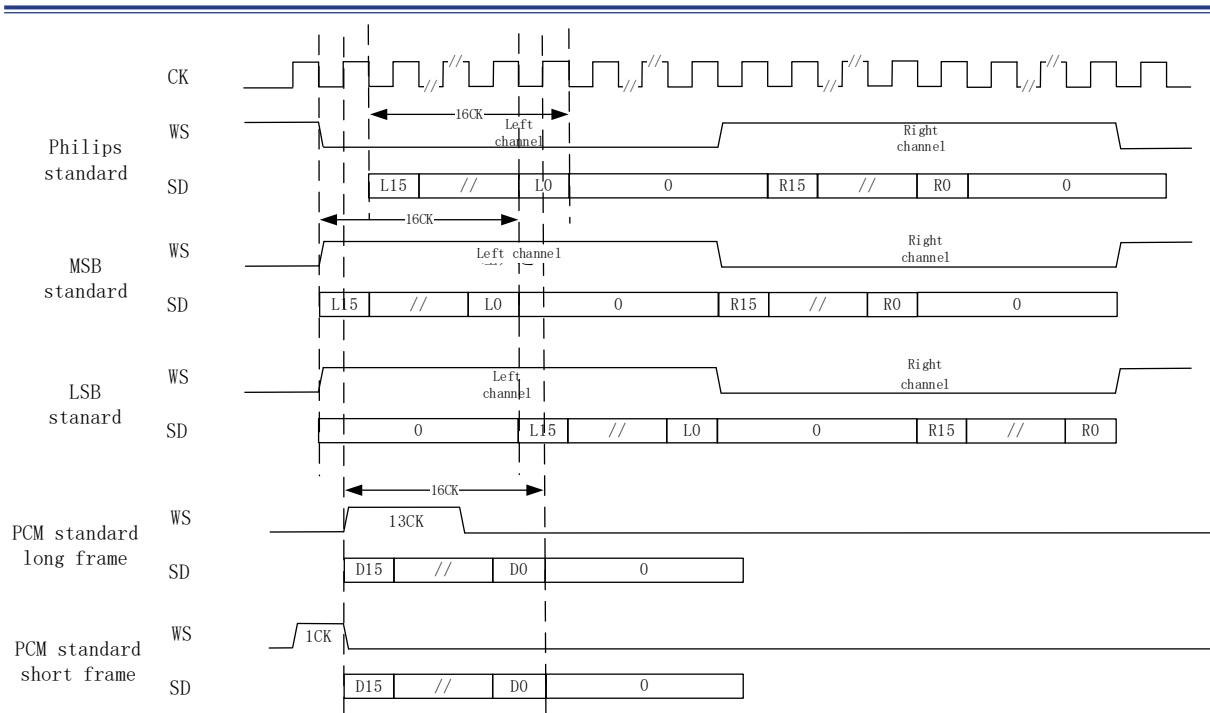 CK
//
//
//
//
//
//
//
//
16CK
Philips
standard
WS
Left
channel
Right
channel
SD
L15
//
L0
0
R15
//
R0
0
16CK
MSB
standard
WS
Left channel
Right
channel
SD
L15
//
L0
0
R15
//
R0
0
LSB
stanard
WS
Left
channel
Right
channel
SD
0
L15
//
L0
0
R15
//
R0
16CK
PCM standard
long frame
WS
13CK
SD
D15
//
D0
0
PCM standard
short frame
WS
1CK
SD
D15
//
D0
0